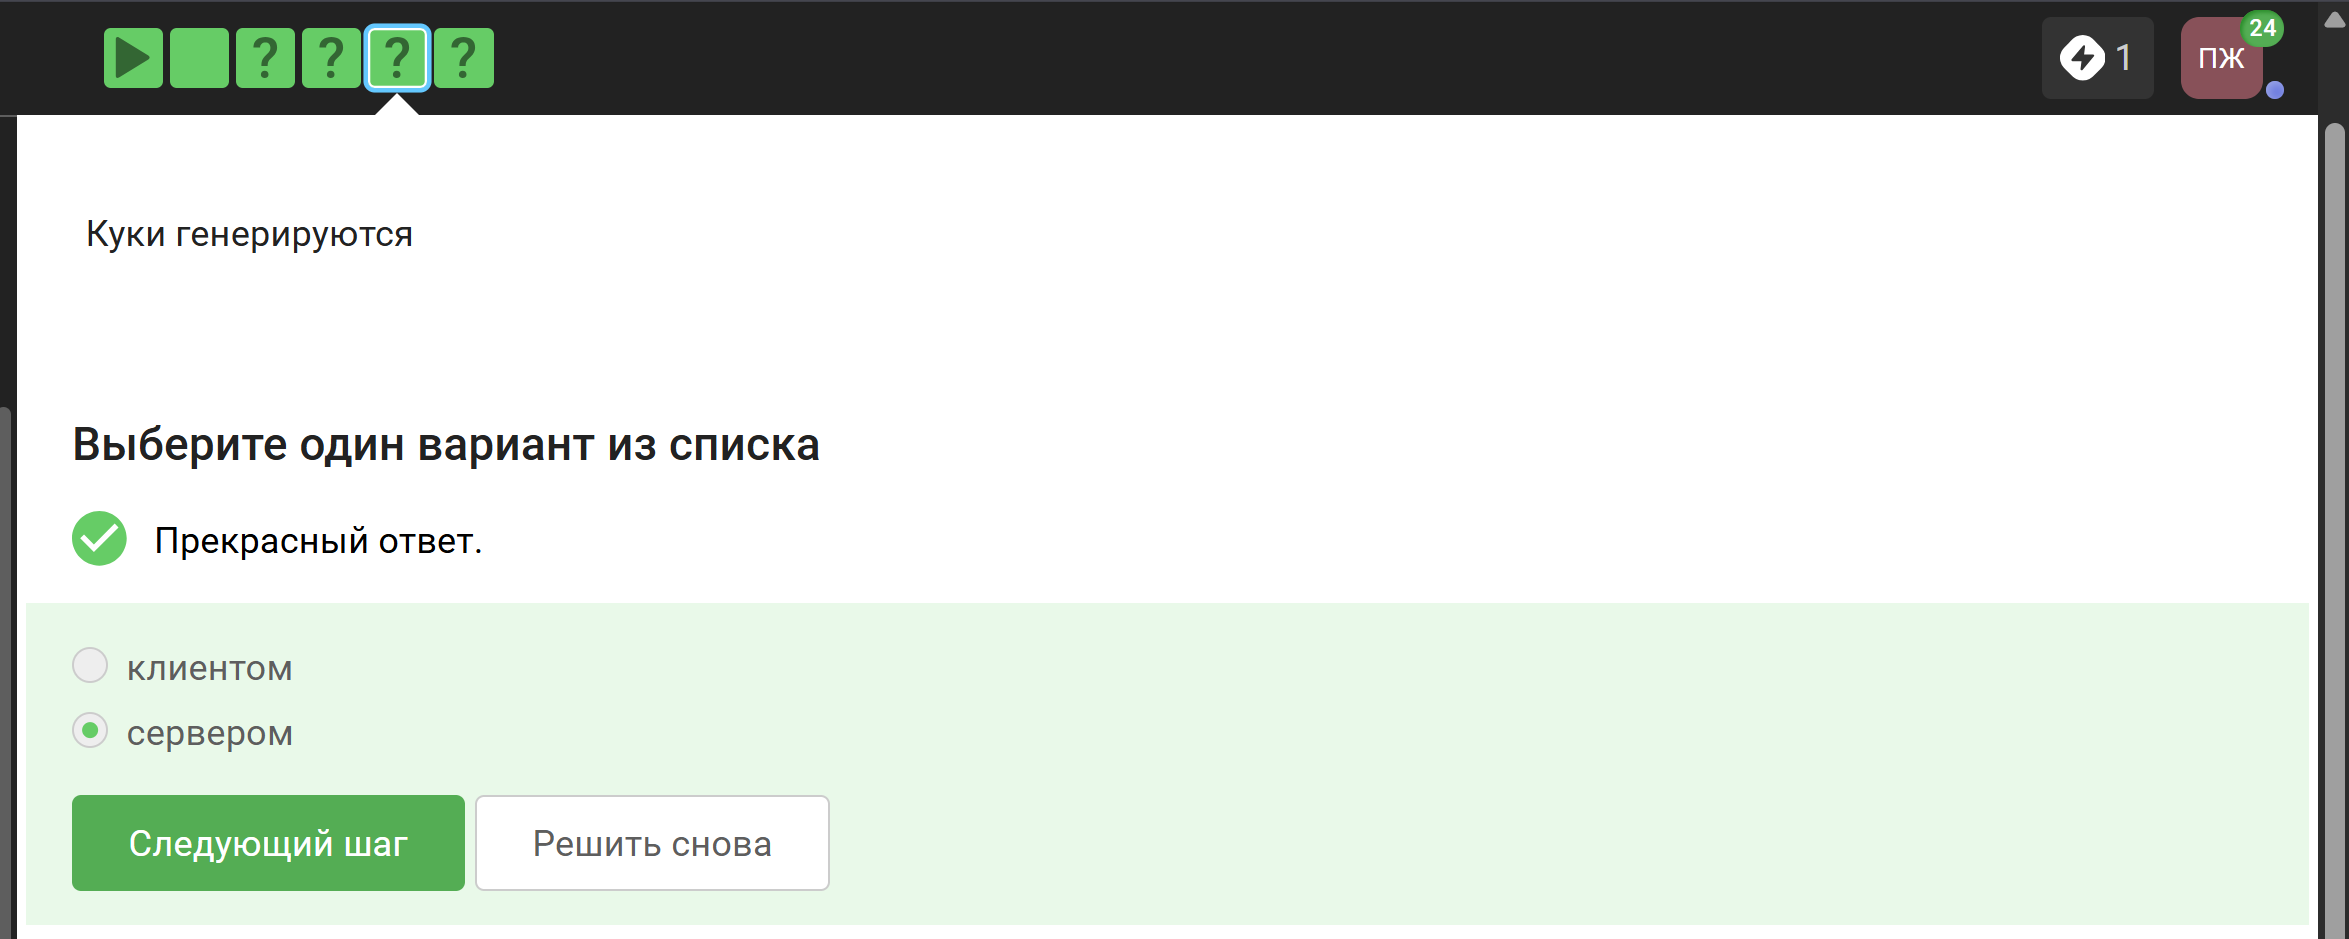 ? ? ? ?
1
ПЖ
24
Куки генерируются
Выберите один вариант из списка
Прекрасный ответ.
клиентом
сервером
Следующий шаг
Решить снова